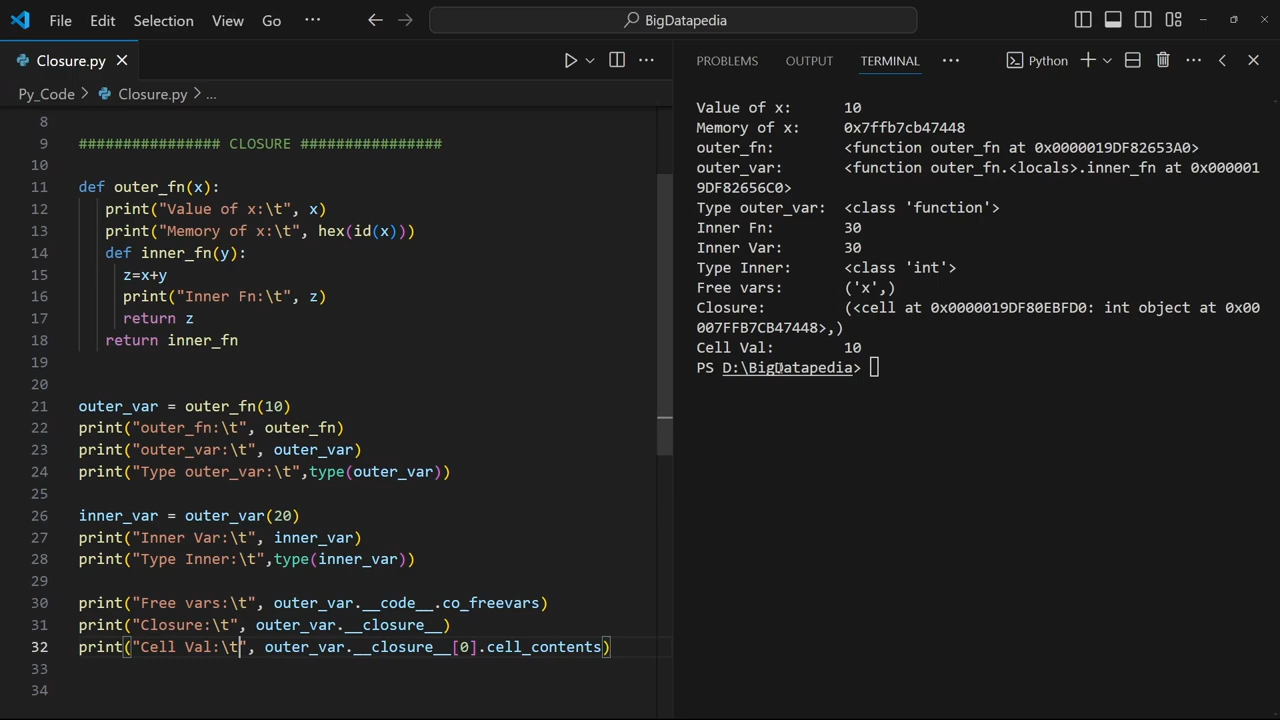 File Edit Selection View Go ... BigDatapedia
Closure.py
Py_Code > Closure.py > ...
8
9 ################ CLOSURE ################
10
11 def outer_fn(x):
12 print("Value of x:\t", x)
13 print("Memory of x:\t", hex(id(x)))
14 def inner_fn(y):
15 z=x+y
16 print("Inner Fn:\t", z)
17 return z
18 return inner_fn
19
20
21 outer_var = outer_fn(10)
22 print("outer_fn:\t", outer_fn)
23 print("outer_var:\t", outer_var)
24 print("Type outer_var:\t",type(outer_var))
25
26 inner_var = outer_var(20)
27 print("Inner Var:\t", inner_var)
28 print("Type Inner:\t",type(inner_var))
29
30 print("Free vars:\t", outer_var.__code__.co_freevars)
31 print("Closure:\t", outer_var.__closure__)
32 print("Cell Val:\t", outer_var.__closure__[0].cell_contents)
33
34
PROBLEMS OUTPUT TERMINAL ... Python
Value of x: 10
Memory of x: 0x7ffb7cb47448
outer_fn: <function outer_fn at 0x0000019DF82653A0>
outer_var: <function outer_fn.<locals>.inner_fn at 0x000001
9DF82656C0>
Type outer_var: <class 'function'>
Inner Fn: 30
Inner Var: 30
Type Inner: <class 'int'>
Free vars: ('x',)
Closure: (<cell at 0x0000019DF80EBFD0: int object at 0x00
007FFB7CB47448>,)
Cell Val: 10
PS D:\BigDatapedia>